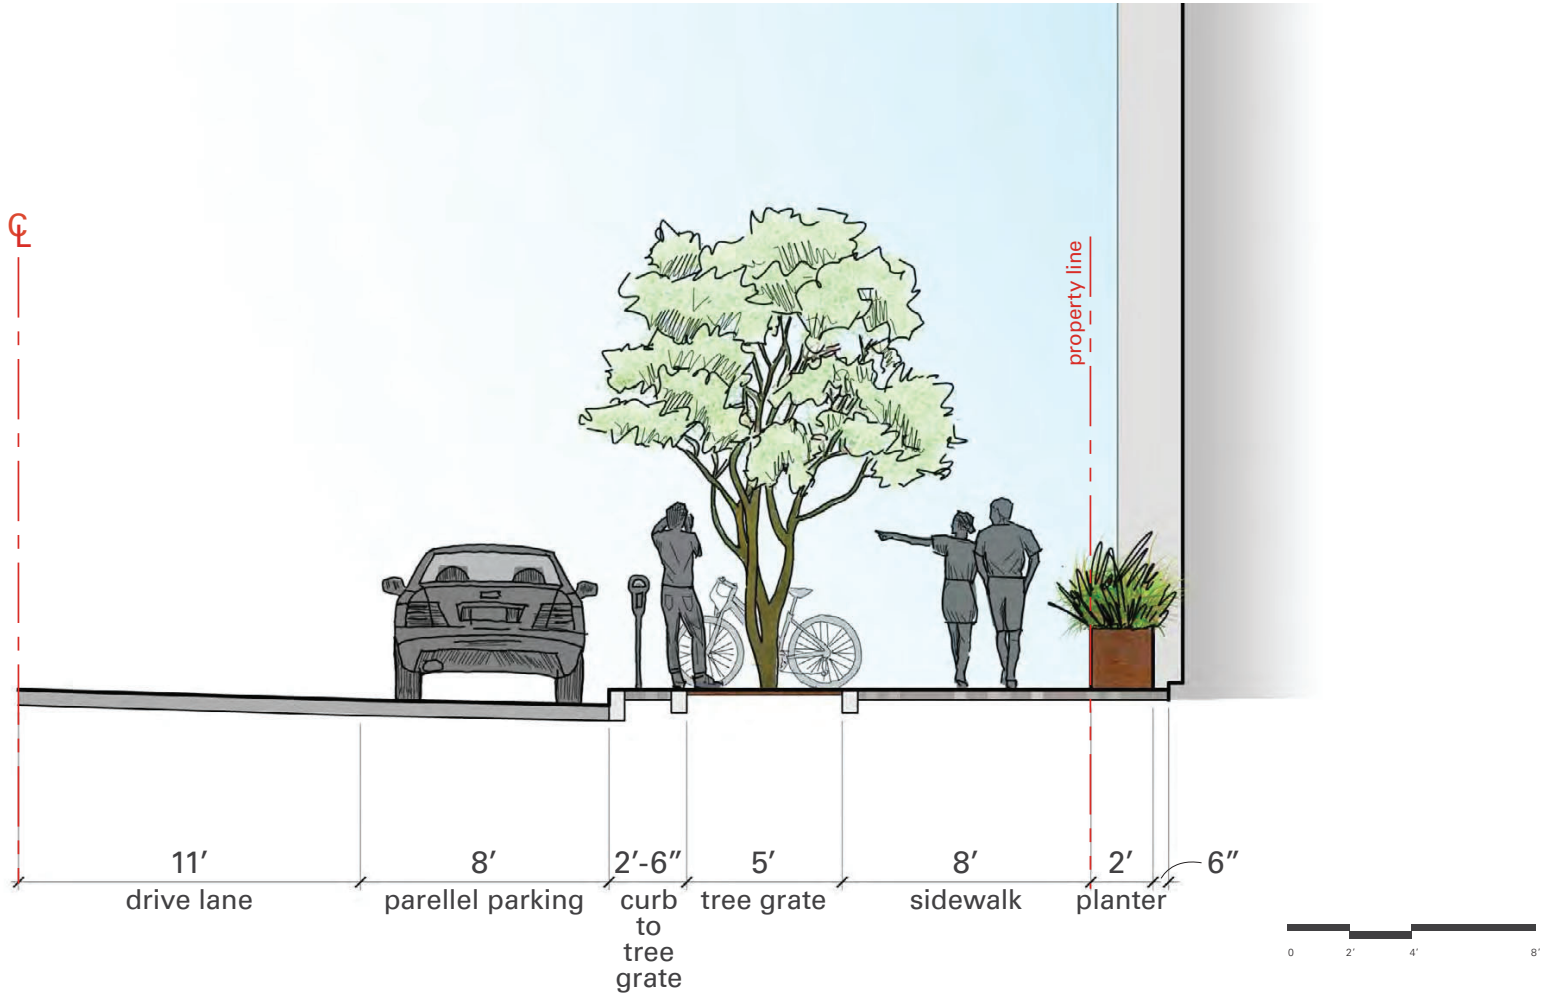 ℄
property line
11′
8′
2′-6″
5′
8′
2′
6″
drive lane
parellel parking
curb
to
tree
grate
tree grate
sidewalk
planter
0
2'
4'
8'